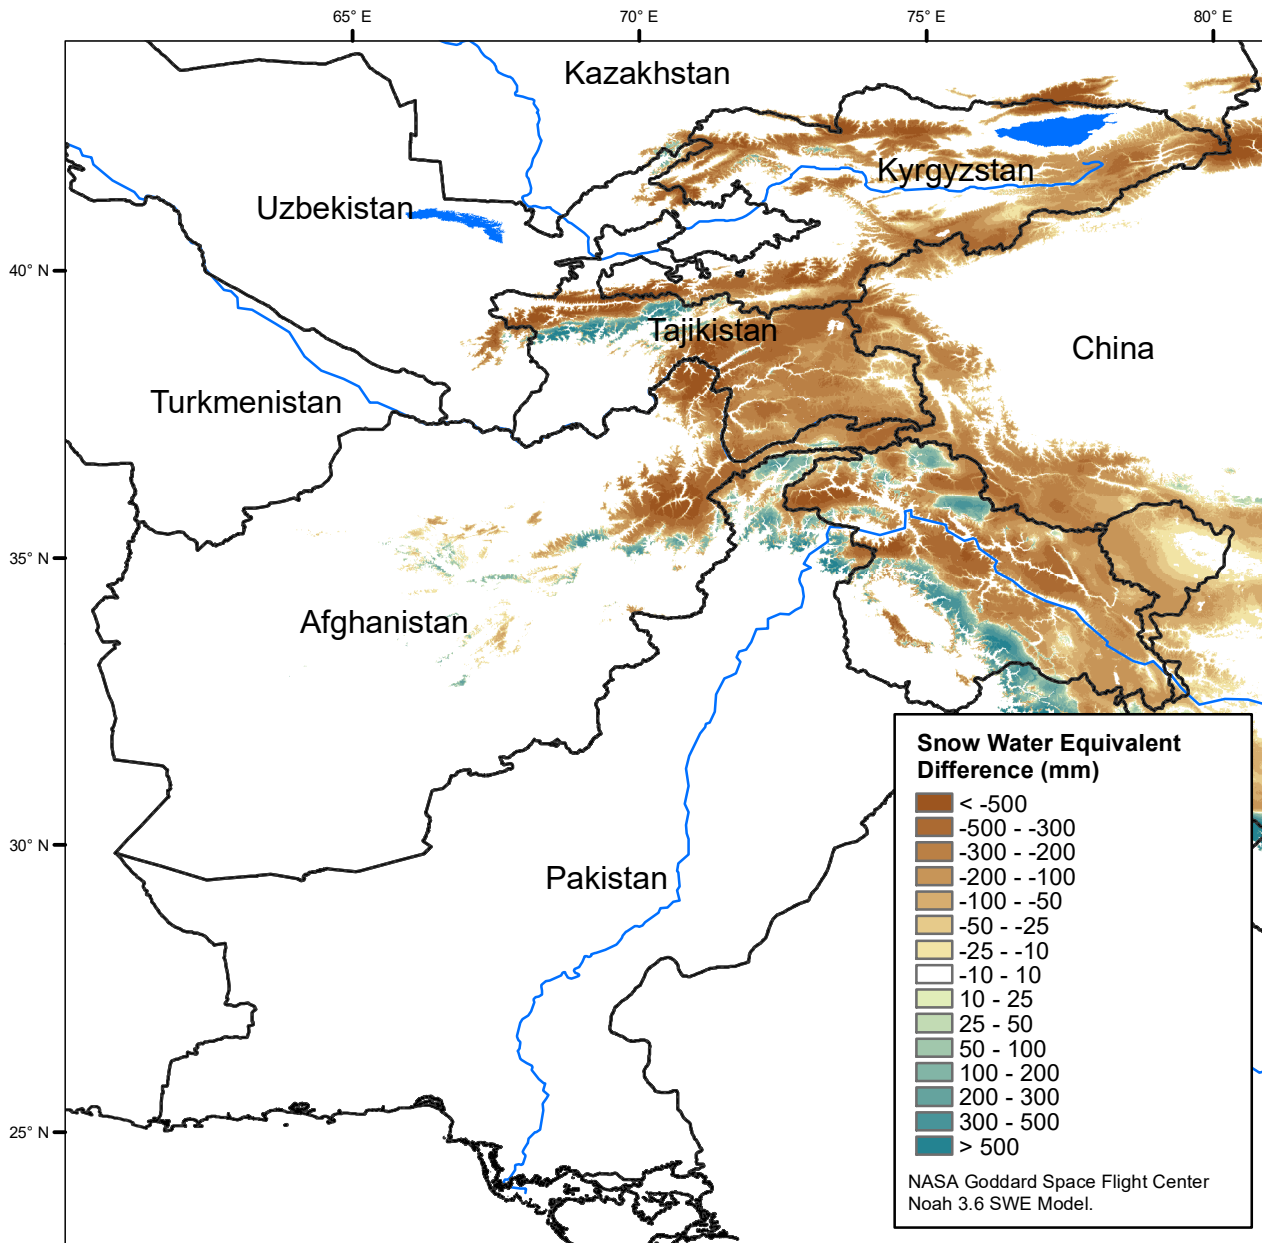 65° E
70° E
75° E
80° E
Kazakhstan
Kyrgyzstan
Uzbekistan
40° N
Tajikistan
China
Turkmenistan
35° N
Afghanistan
Snow Water Equivalent
Difference (mm)
< -500
-500 - -300
-300 - -200
-200 - -100
-100 - -50
-50 - -25
-25 - -10
-10 - 10
10 - 25
25 - 50
50 - 100
100 - 200
200 - 300
300 - 500
> 500
30° N
Pakistan
25° N
NASA Goddard Space Flight Center
Noah 3.6 SWE Model.